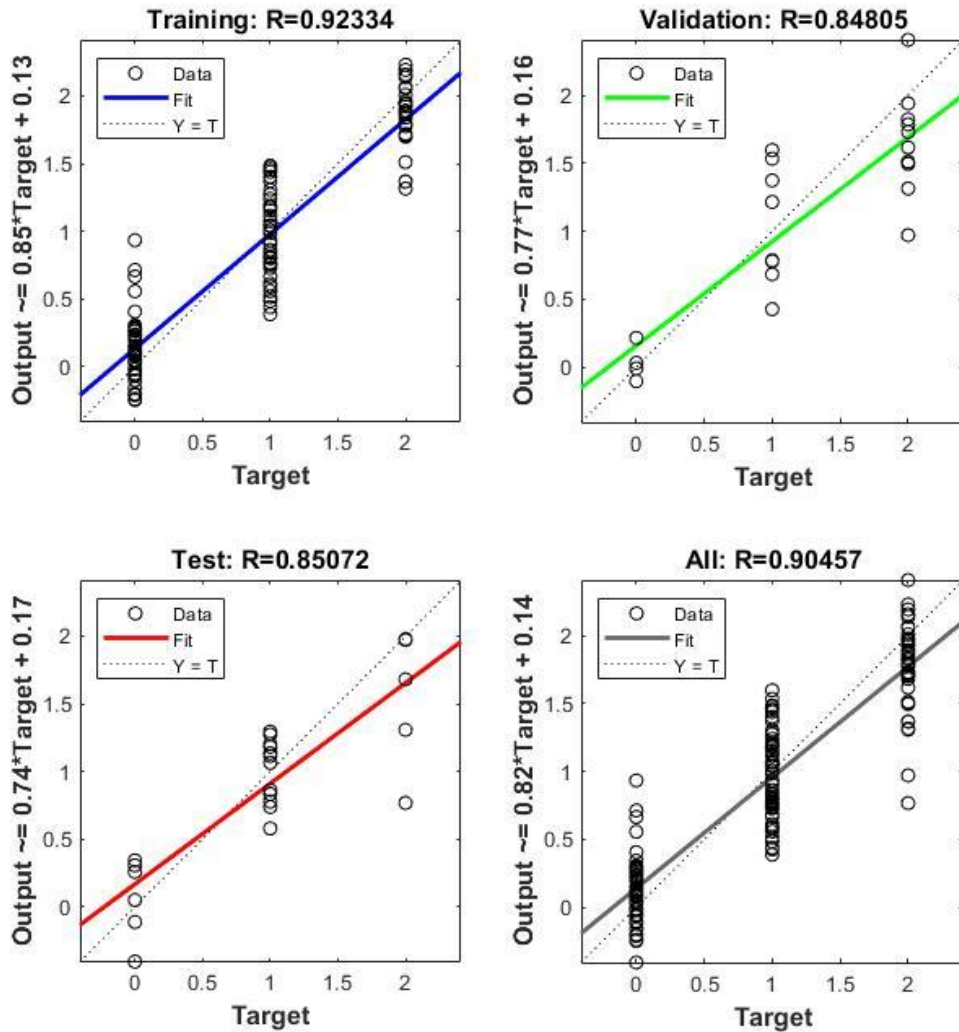 Training: R=0.92334
Output ~= 0.85*Target + 0.13
Data
Fit
Y = T
2
1.5
1
0.5
0
0 0.5 1 1.5 2
Target
Validation: R=0.84805
Output ~= 0.77*Target + 0.16
Data
Fit
Y = T
2
1.5
1
0.5
0
0 0.5 1 1.5 2
Target
Test: R=0.85072
Output ~= 0.74*Target + 0.17
Data
Fit
Y = T
2
1.5
1
0.5
0
0 0.5 1 1.5 2
Target
All: R=0.90457
Output ~= 0.82*Target + 0.14
Data
Fit
Y = T
2
1.5
1
0.5
0
0 0.5 1 1.5 2
Target